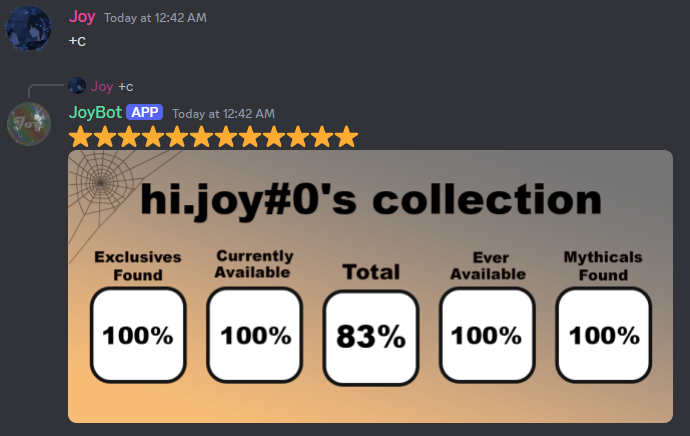 Joy Today at 12:42 AM
+c
Joy +c
JoyBot APP Today at 12:42 AM
hi.joy#0's collection
Exclusives Found
Currently Available
Total
Ever Available
Mythicals Found
100%
100%
83%
100%
100%